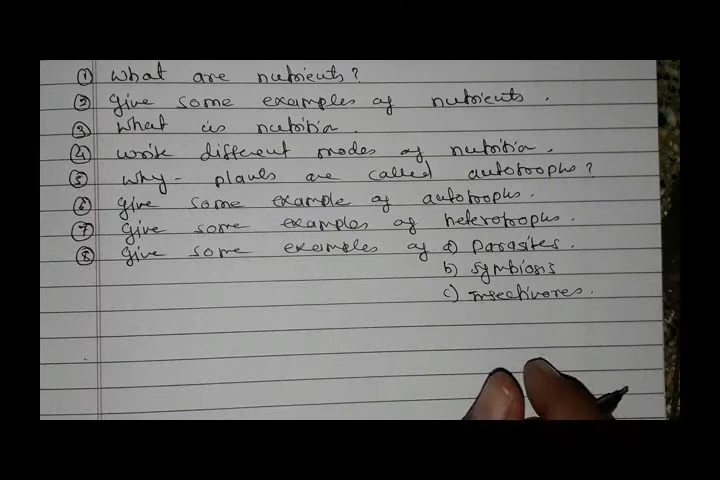 ① What are nutrients?
② Give some examples of nutrients.
③ What is nutrition.
④ Write different modes of nutrition.
⑤ Why plants are called autotrophs?
⑥ Give some example of autotrophs.
⑦ Give some examples of heterotrophs.
⑧ Give some examples of a) Parasites.
b) Symbiosis
c) Insectivores.